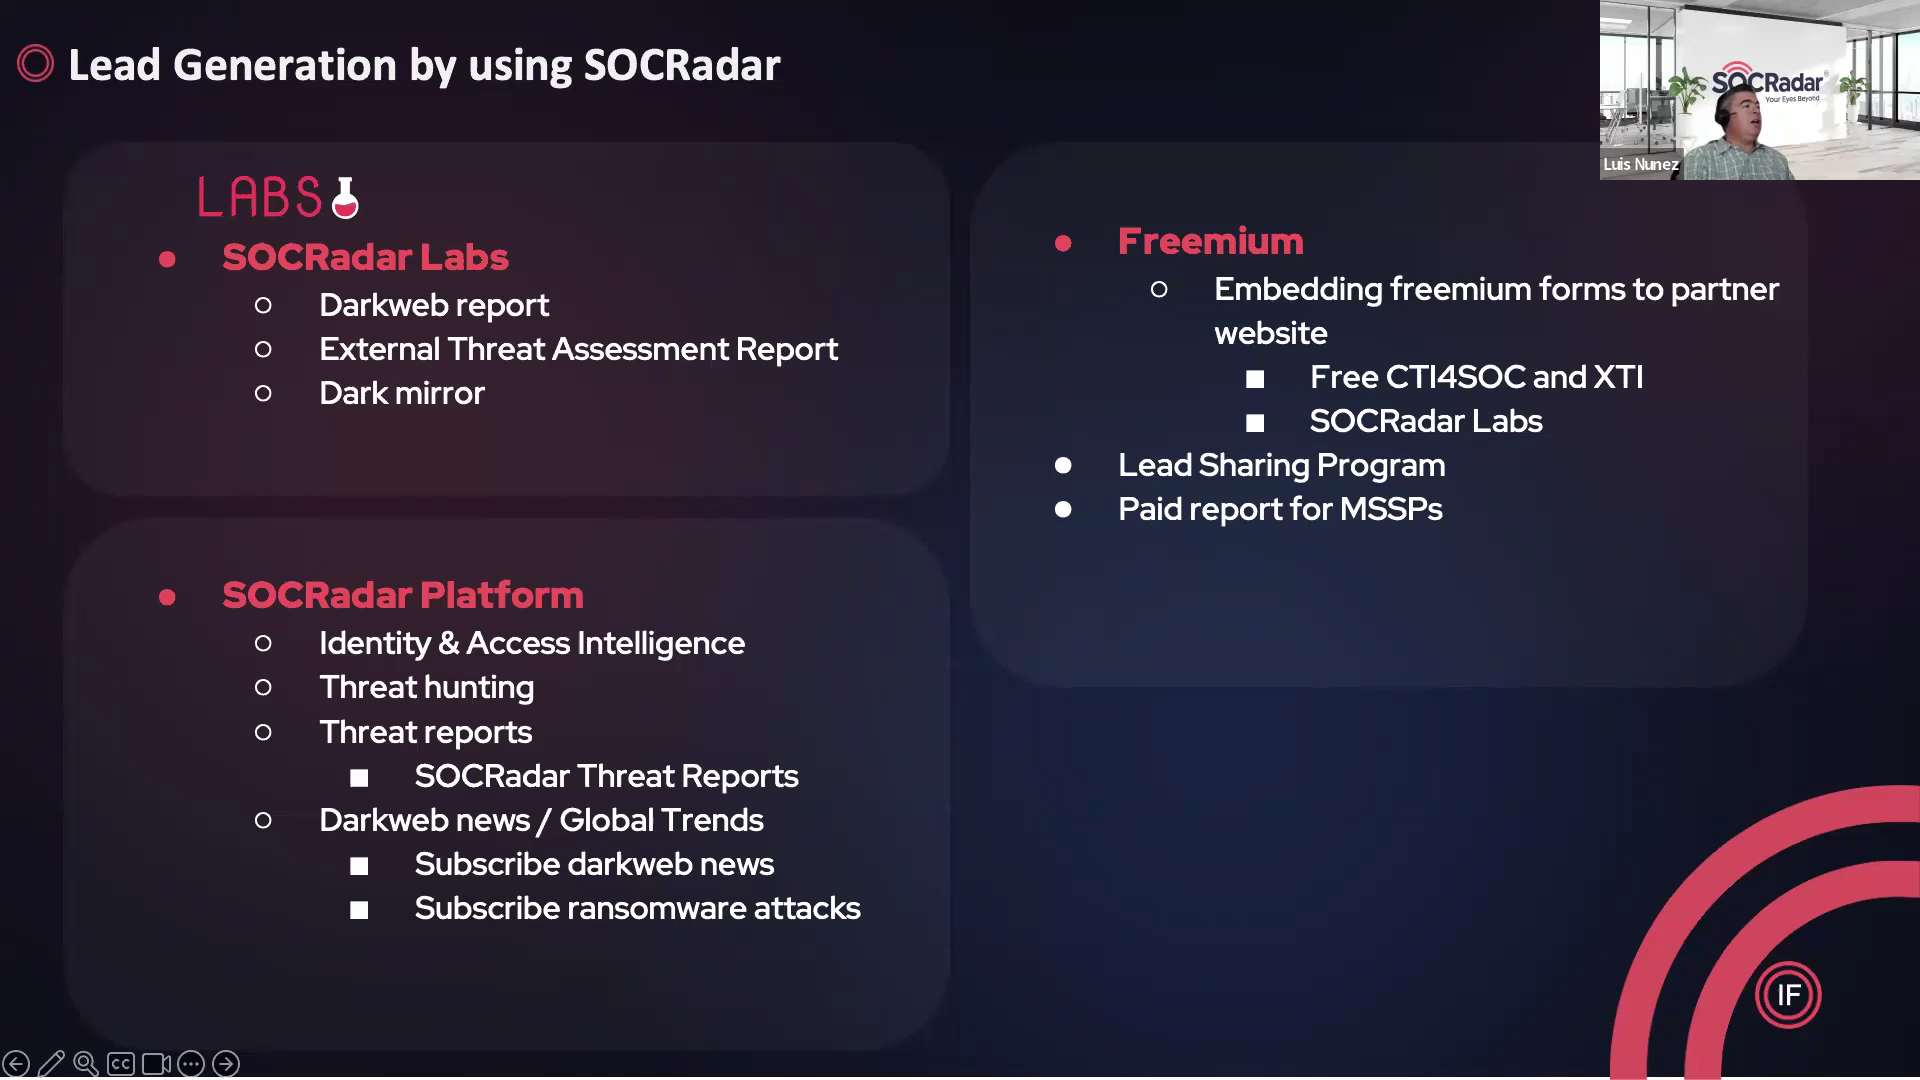 Lead Generation by using SOCRadar
SOCRadar
Your Eyes Beyond
Luis Nunez
LABS
SOCRadar Labs
Darkweb report
External Threat Assessment Report
Dark mirror
SOCRadar Platform
Identity & Access Intelligence
Threat hunting
Threat reports
SOCRadar Threat Reports
Darkweb news / Global Trends
Subscribe darkweb news
Subscribe ransomware attacks
Freemium
Embedding freemium forms to partner
website
Free CTI4SOC and XTI
SOCRadar Labs
Lead Sharing Program
Paid report for MSSPs
IF
CC